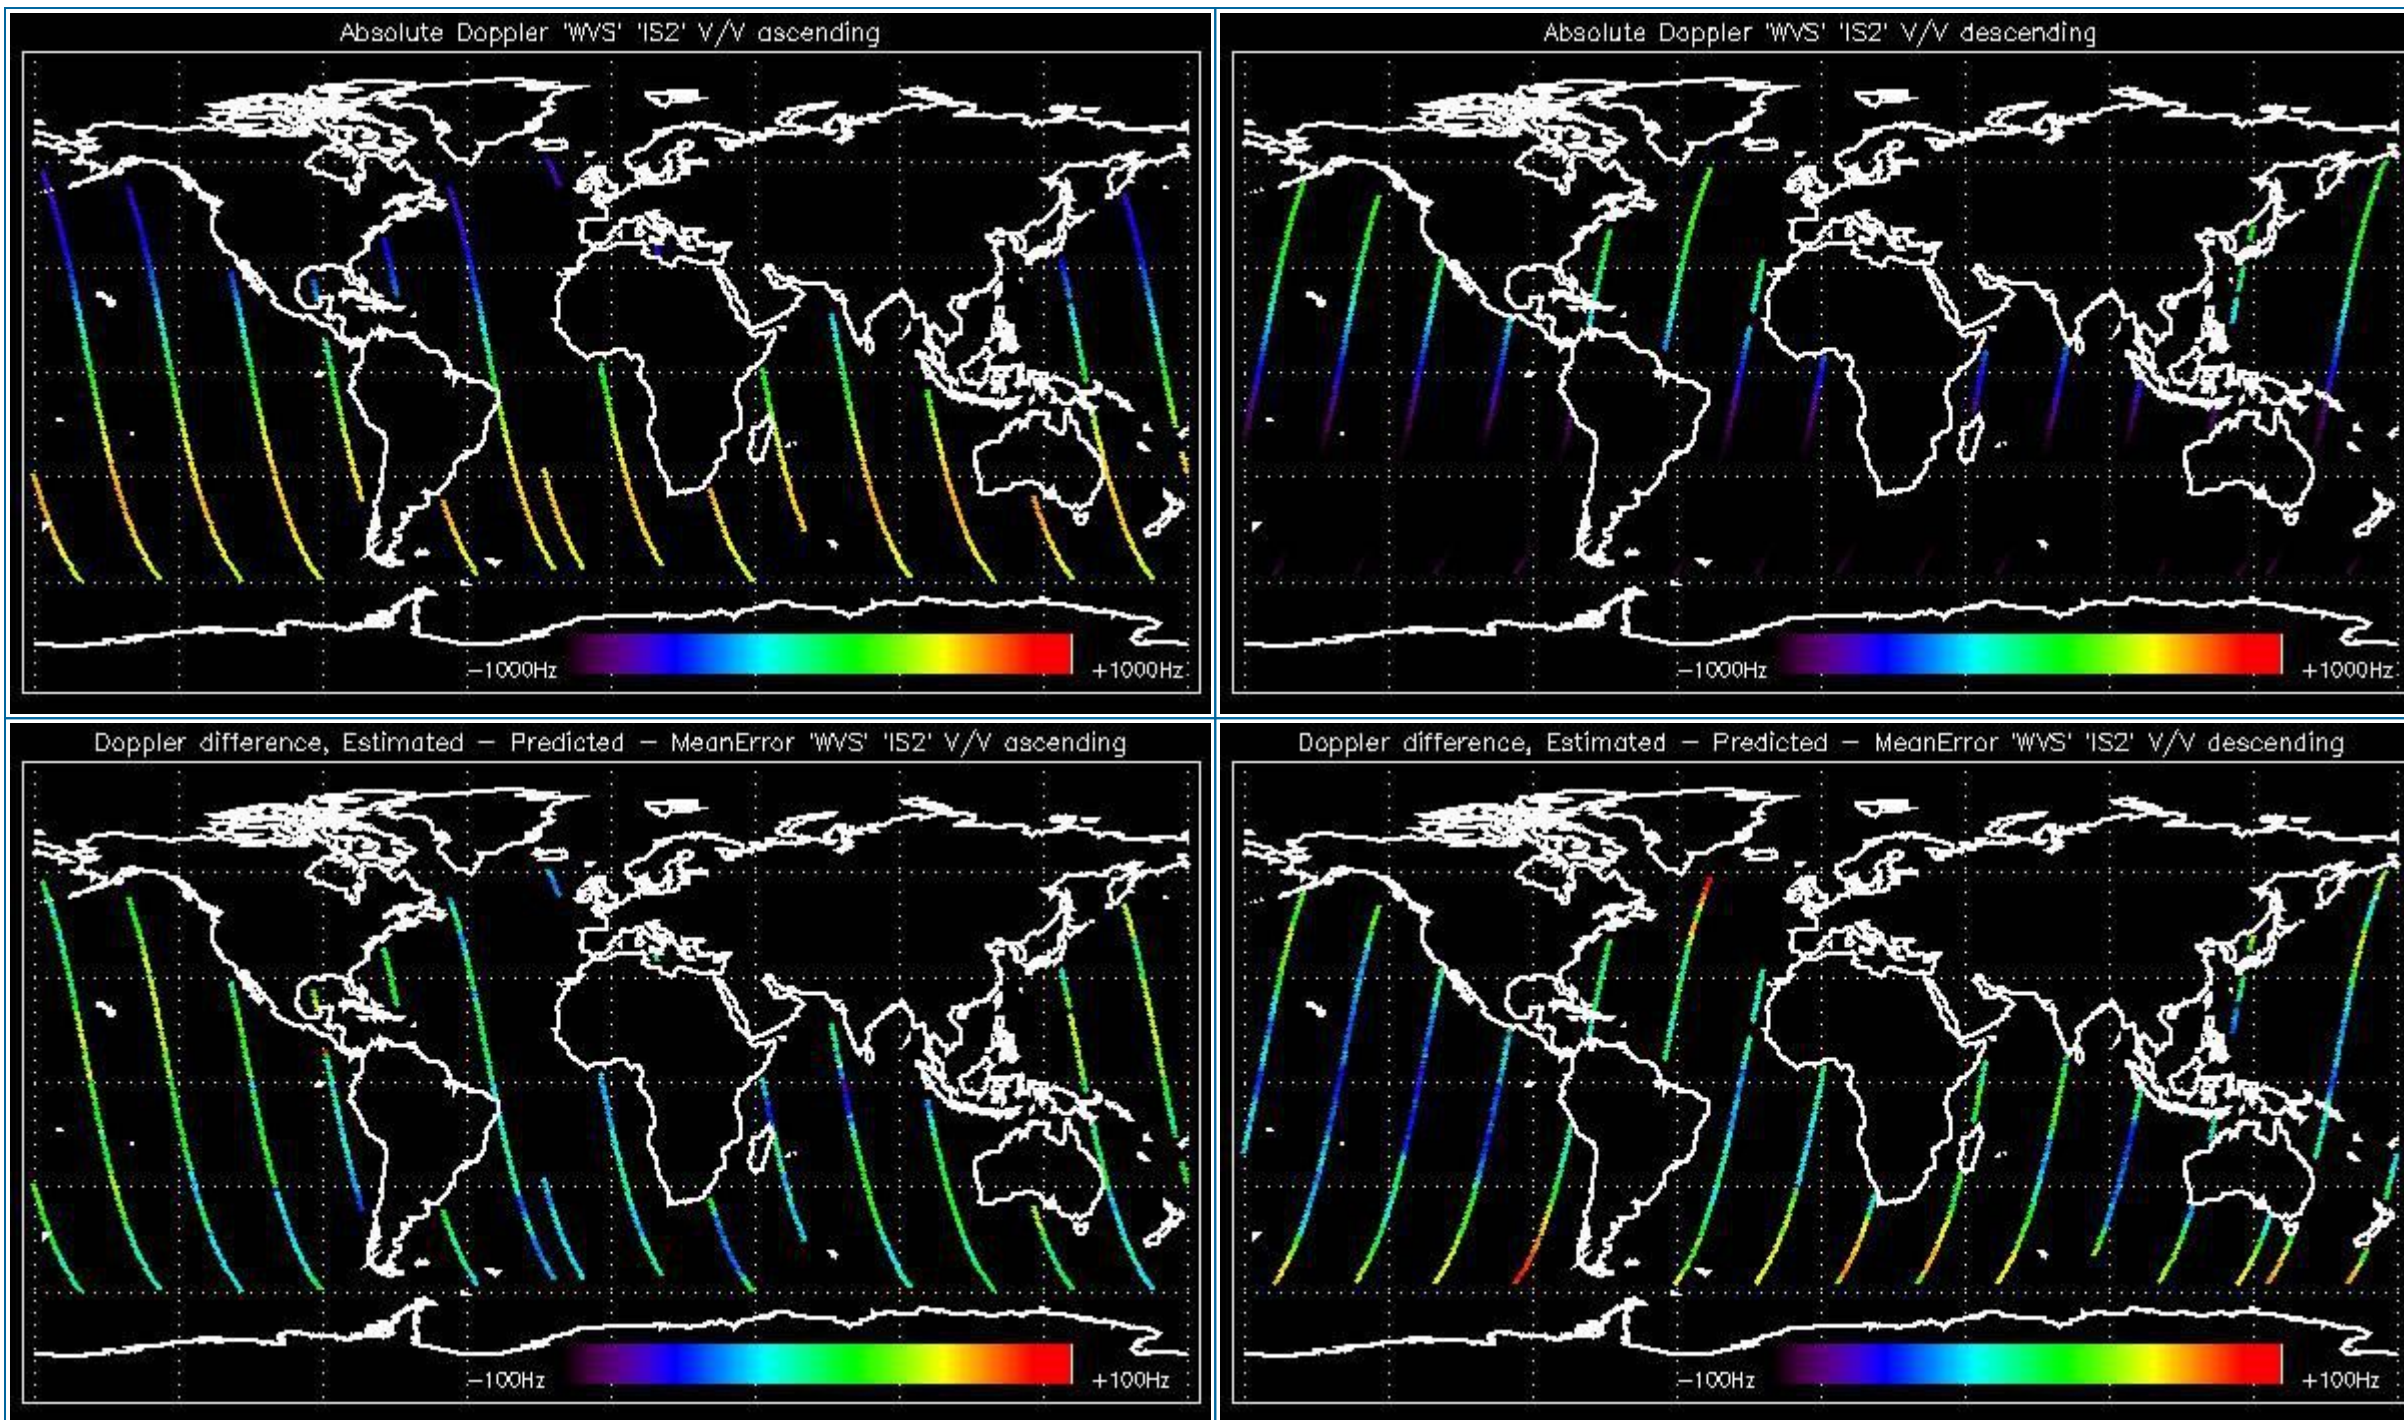 Absolute Doppler 'WVS' 'IS2' V/V ascending
-1000Hz
+1000Hz
Absolute Doppler 'WVS' 'IS2' V/V descending
-1000Hz
+1000Hz
Doppler difference, Estimated - Predicted - MeanError 'WVS' 'IS2' V/V ascending
-100Hz
+100Hz
Doppler difference, Estimated - Predicted - MeanError 'WVS' 'IS2' V/V descending
-100Hz
+100Hz